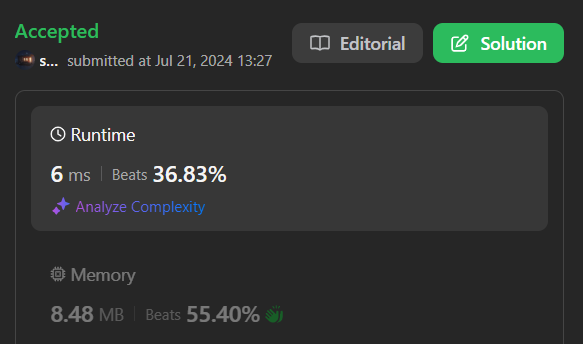 Accepted
Editorial
Solution
s... submitted at Jul 21, 2024 13:27
Runtime
6 ms Beats 36.83%
Analyze Complexity
Memory
8.48 MB Beats 55.40%